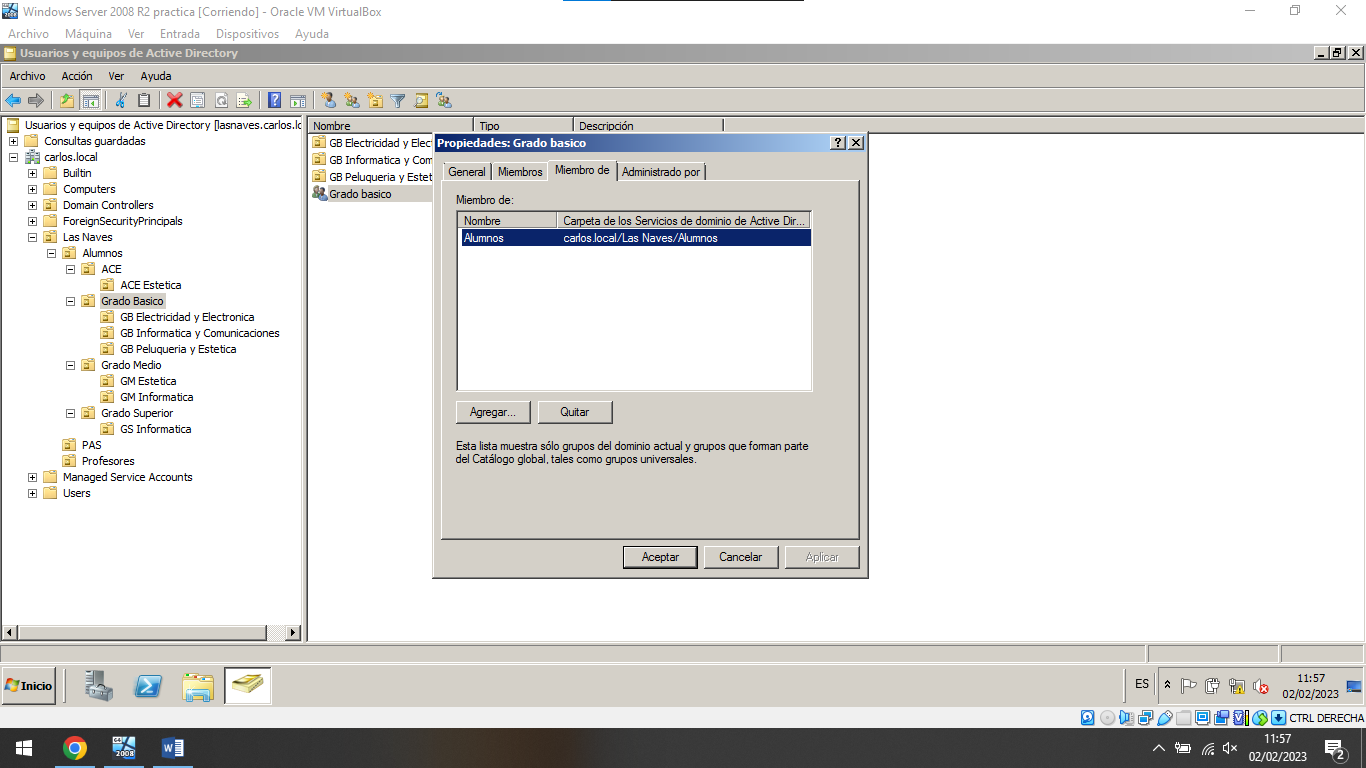 Windows Server 2008 R2 practica [Corriendo] - Oracle VM VirtualBox
Archivo Máquina Ver Entrada Dispositivos Ayuda
Usuarios y equipos de Active Directory
Archivo Acción Ver Ayuda
Usuarios y equipos de Active Directory [lasnaves.carlos.lc
Consultas guardadas
carlos.local
Builtin
Computers
Domain Controllers
ForeignSecurityPrincipals
Las Naves
Alumnos
ACE
ACE Estetica
Grado Basico
GB Electricidad y Electronica
GB Informatica y Comunicaciones
GB Peluqueria y Estetica
Grado Medio
GM Estetica
GM Informatica
Grado Superior
GS Informatica
PAS
Profesores
Managed Service Accounts
Users
Nombre Tipo Descripción
GB Electricidad y Elect
GB Informatica y Com
GB Peluqueria y Estet
Grado basico
Propiedades: Grado basico
General Miembros Miembro de Administrado por
Miembro de:
Nombre Carpeta de los Servicios de dominio de Active Dir...
Alumnos carlos.local/Las Naves/Alumnos
Agregar... Quitar
Esta lista muestra sólo grupos del dominio actual y grupos que forman parte
del Catálogo global, tales como grupos universales.
Aceptar Cancelar Aplicar
Inicio
ES
11:57
02/02/2023
CTRL DERECHA
2008
11:57
02/02/2023
2